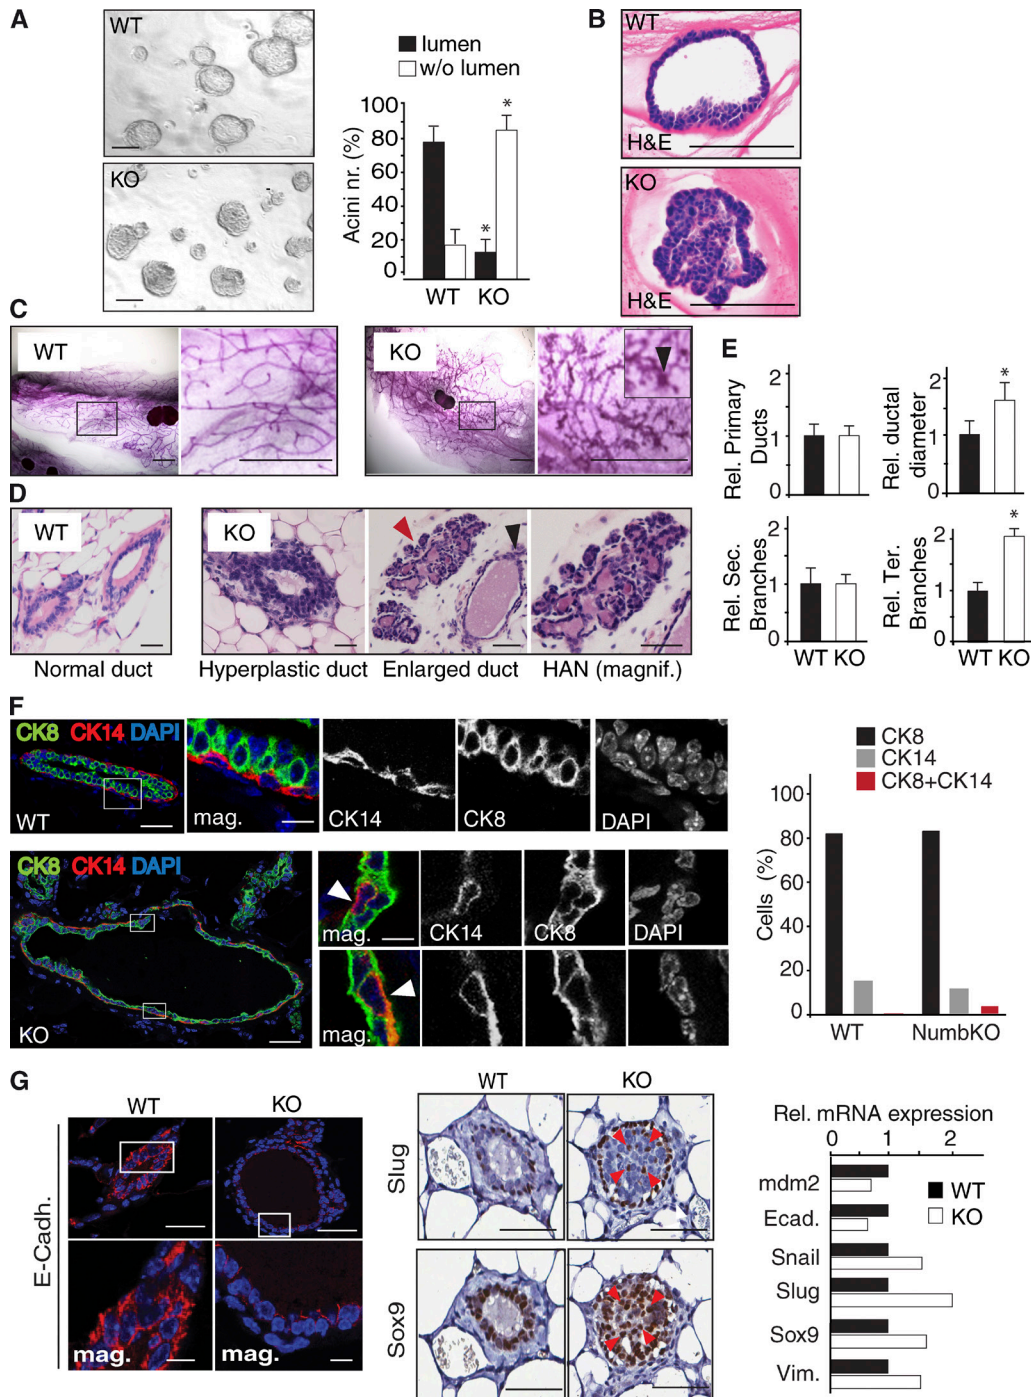 A
WT
KO
lumen
w/o lumen
Acini nr. (%)
100
80
60
40
20
0
*
*
WT KO
B
WT
H&E
KO
H&E
C
WT
KO
D
WT
KO
Normal duct
Hyperplastic duct
Enlarged duct
HAN (magnif.)
E
Rel. Primary
Ducts
2
1
0
Rel. ductal
diameter
2
1
0
*
Rel. Sec.
Branches
2
1
0
WT KO
Rel. Ter.
Branches
2
1
0
*
WT KO
F
CK8 CK14 DAPI
WT
mag.
CK14
CK8
DAPI
CK8 CK14 DAPI
KO
mag.
CK14
CK8
DAPI
mag.
CK8
CK14
CK8+CK14
Cells (%)
100
80
60
40
20
0
WT
NumbKO
G
WT
KO
E-Cadh.
mag.
mag.
WT
KO
Slug
Sox9
Rel. mRNA expression
0 1 2
mdm2
Ecad.
Snail
Slug
Sox9
Vim.
WT
KO